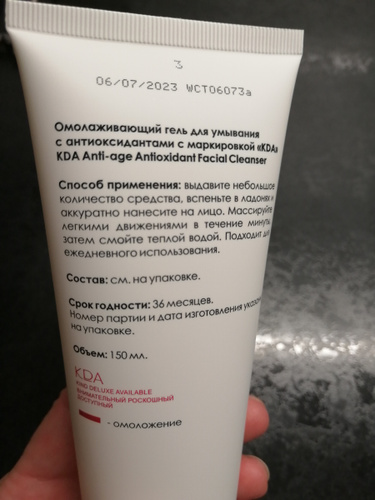 3
06/07/2023 WCT06073a
Омолаживающий гель для умывания
с антиоксидантами с маркировкой «KDA»
KDA Anti-age Antioxidant Facial Cleanser
Способ применения: выдавите небольшое
количество средства, вспеньте в ладонях и
аккуратно нанесите на лицо. Массируйте
легкими движениями в течение минуты,
затем смойте теплой водой. Подходит для
ежедневного использования.
Состав: см. на упаковке.
Срок годности: 36 месяцев.
Номер партии и дата изготовления
на упаковке.
Объем: 150 мл.
KDA
KIND DELUXE AVAILABLE
ВНИМАТЕЛЬНЫЙ РОСКОШНЫЙ
ДОСТУПНЫЙ
- омоложение